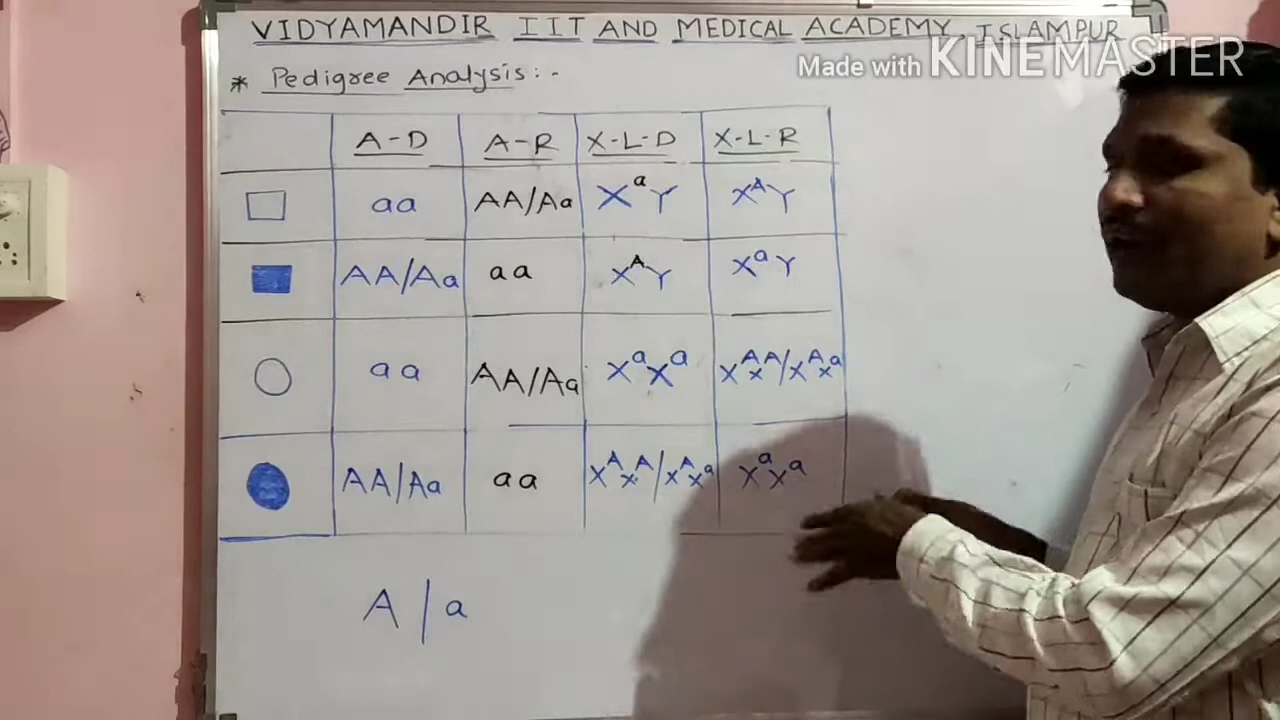 VIDYAMANDIR IIT AND MEDICAL ACADEMY, ISLAMPUR
Made with KINEMASTER
* Pedigree Analysis:-
A-D A-R X-L-D X-L-R
aa AA/Aa XᵃY XᴬY
AA/Aa aa XᴬY XᵃY
aa AA/Aa XᵃXᵃ XᴬXᴬ/XᴬXᵃ
AA/Aa aa XᴬXᴬ/XᴬXᵃ XᵃXᵃ
A/a